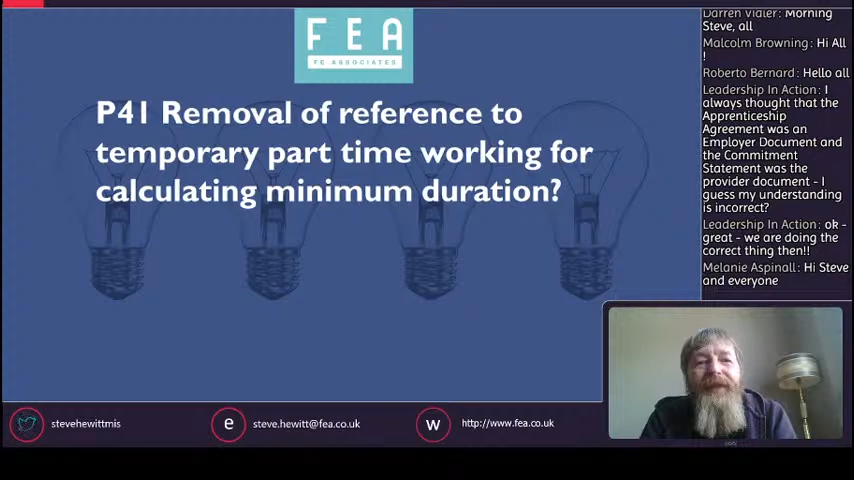 FEA
FE ASSOCIATES
P41 Removal of reference to
temporary part time working for
calculating minimum duration?
Darren Vidler: Morning
Steve, all
Malcolm Browning: Hi All
!
Roberto Bernard: Hello all
Leadership In Action: I
always thought that the
Apprenticeship
Agreement was an
Employer Document and
the Commitment
Statement was the
provider document - I
guess my understanding
is incorrect?
Leadership In Action: ok -
great - we are doing the
correct thing then!!
Melanie Aspinall: Hi Steve
and everyone
stevehewittmis
e
steve.hewitt@fea.co.uk
w
http://www.fea.co.uk